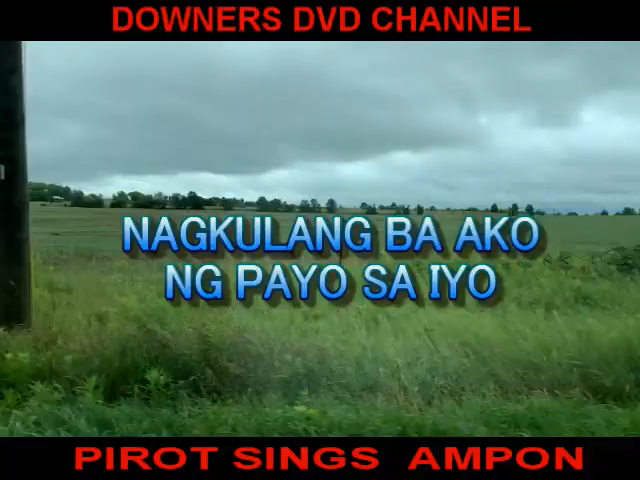 DOWNERS DVD CHANNEL
NAGKULANG BA AKO
NG PAYO SA IYO
PIROT SINGS AMPON